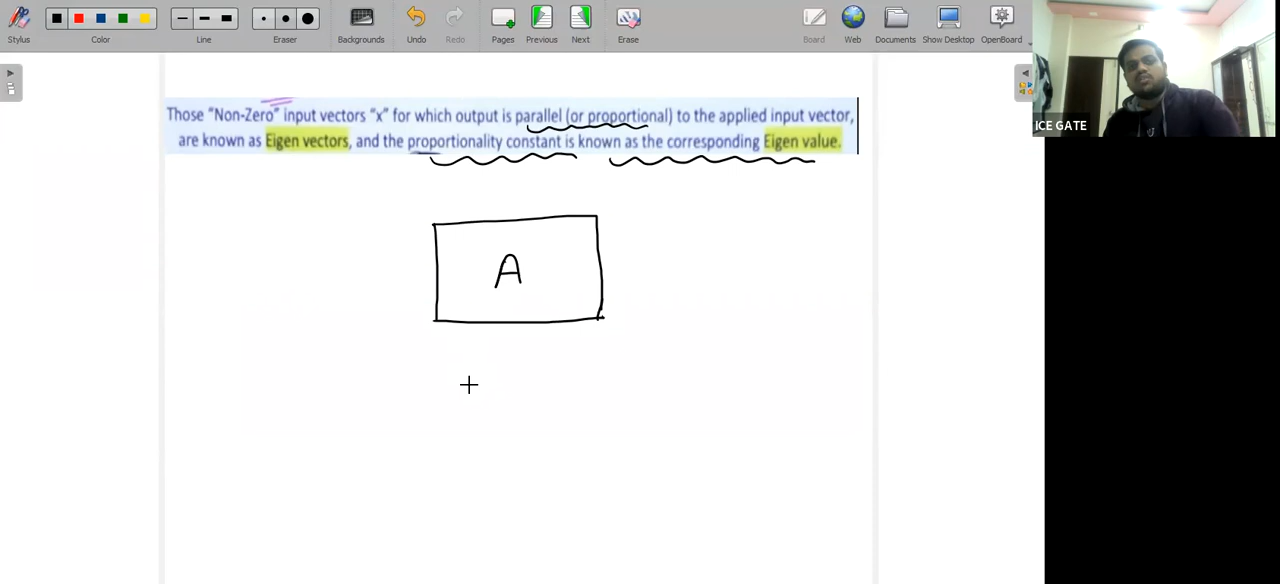 Stylus
Color
Line
Eraser
Backgrounds
Undo
Redo
Pages
Previous
Next
Erase
Board
Web
Documents
Show Desktop
OpenBoard
ICE GATE
Those "Non-Zero" input vectors "x" for which output is parallel (or proportional) to the applied input vector,
are known as Eigen vectors, and the proportionality constant is known as the corresponding Eigen value.
A